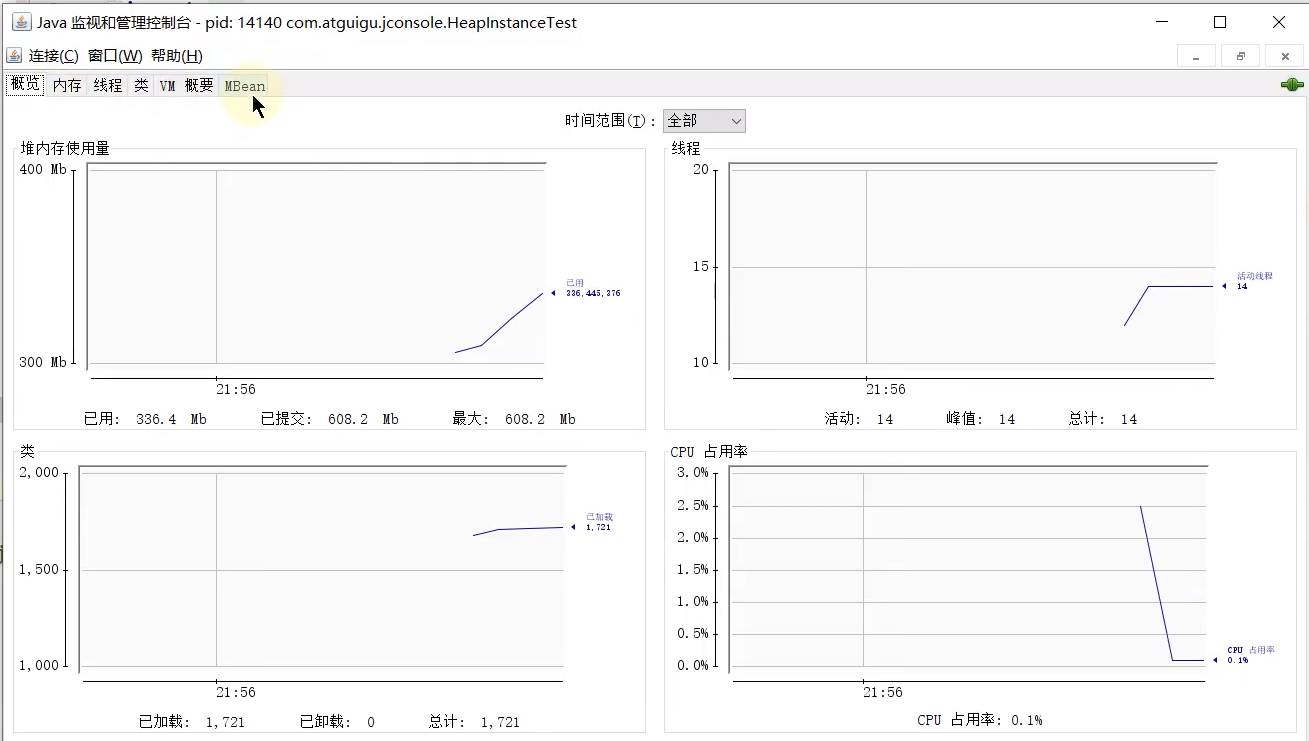 Java 监视和管理控制台 - pid: 14140 com.atguigu.jconsole.HeapInstanceTest
连接(C) 窗口(W) 帮助(H)
概览 内存 线程 类 VM 概要 MBean
时间范围(T): 全部
堆内存使用量
400 Mb
300 Mb
已用
336,445,376
21:56
已用: 336.4 Mb 已提交: 608.2 Mb 最大: 608.2 Mb
线程
20
15
10
活动线程
14
21:56
活动: 14 峰值: 14 总计: 14
类
2,000
1,500
1,000
已加载
1,721
21:56
已加载: 1,721 已卸载: 0 总计: 1,721
CPU 占用率
3.0%
2.5%
2.0%
1.5%
1.0%
0.5%
0.0%
CPU 占用率
0.1%
21:56
CPU 占用率: 0.1%